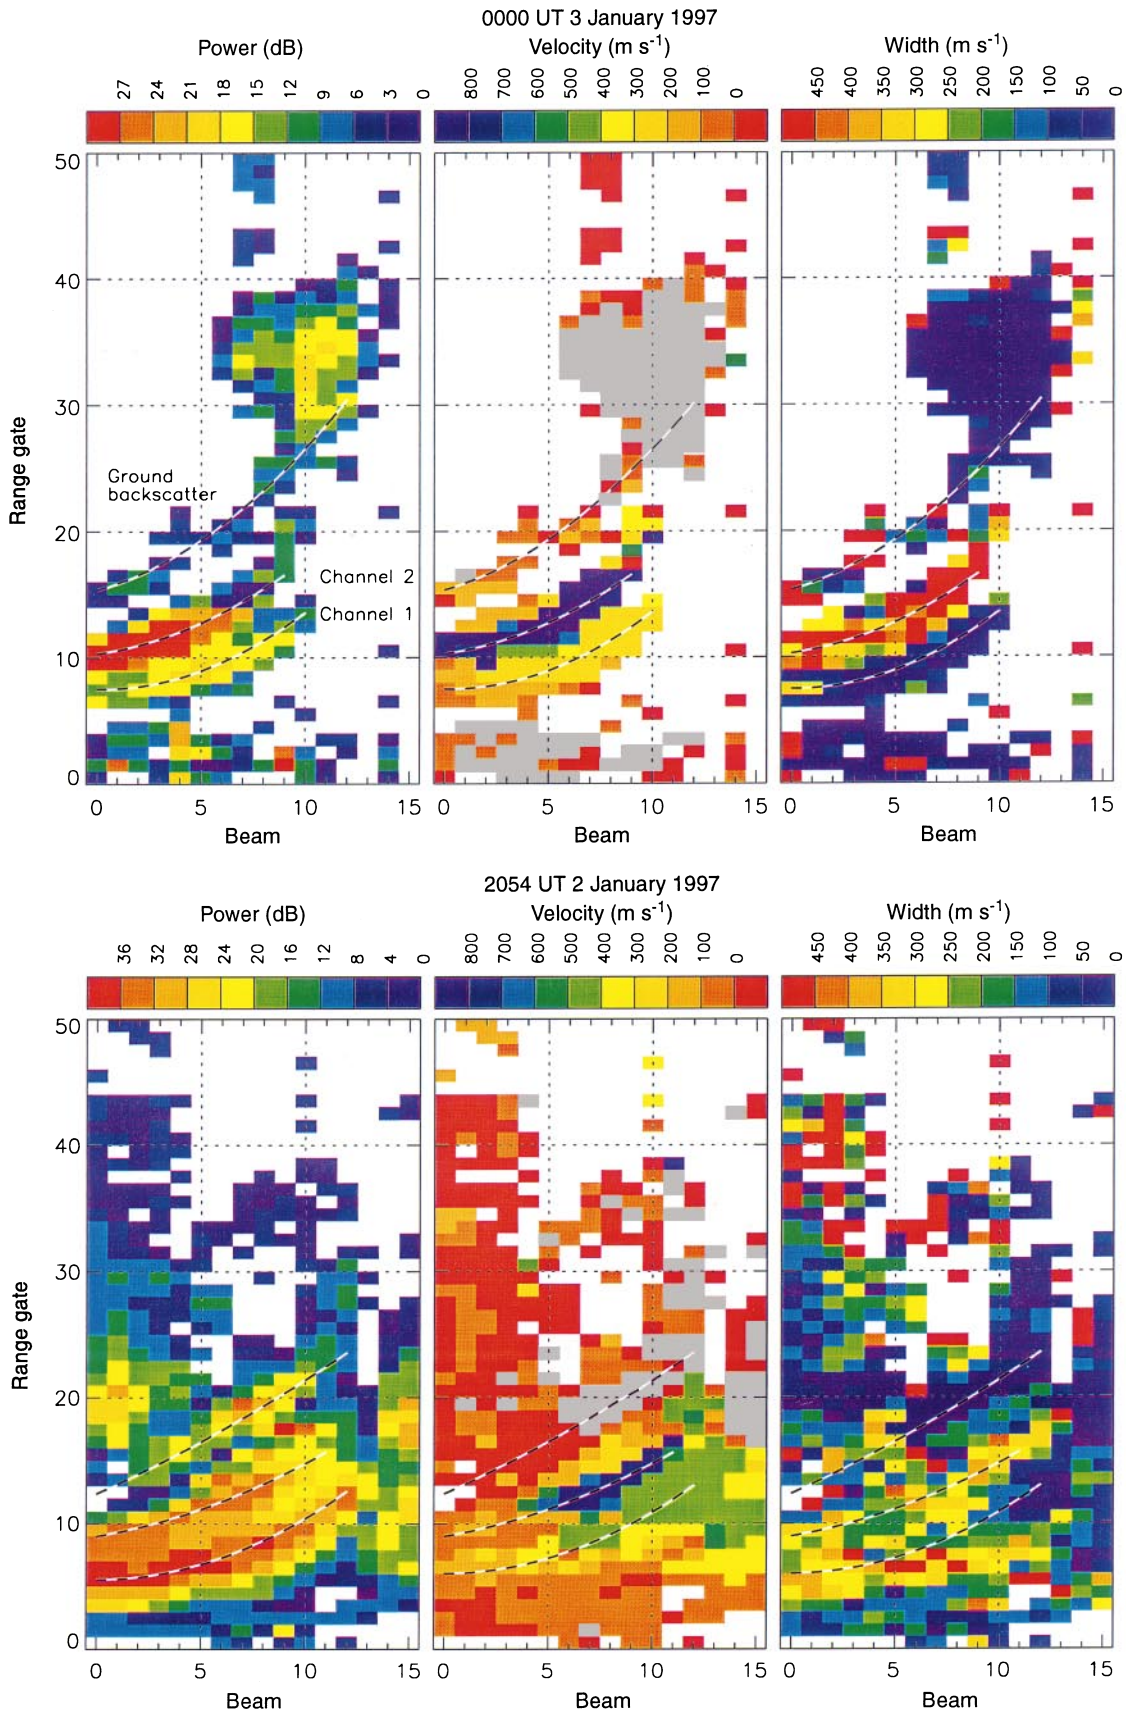 0000 UT 3 January 1997
Power (dB)
Velocity (m s-1)
Width (m s-1)
27 24 21 18 15 12 9 6 3 0
800 700 600 500 400 300 200 100 0
450 400 350 300 250 200 150 100 50 0
50
40
30
20
10
0
Range gate
Ground
backscatter
Channel 2
Channel 1
0 5 10 15
0 5 10 15
0 5 10 15
Beam
Beam
Beam
2054 UT 2 January 1997
Power (dB)
Velocity (m s-1)
Width (m s-1)
36 32 28 24 20 16 12 8 4 0
800 700 600 500 400 300 200 100 0
450 400 350 300 250 200 150 100 50 0
50
40
30
20
10
0
Range gate
0 5 10 15
0 5 10 15
0 5 10 15
Beam
Beam
Beam